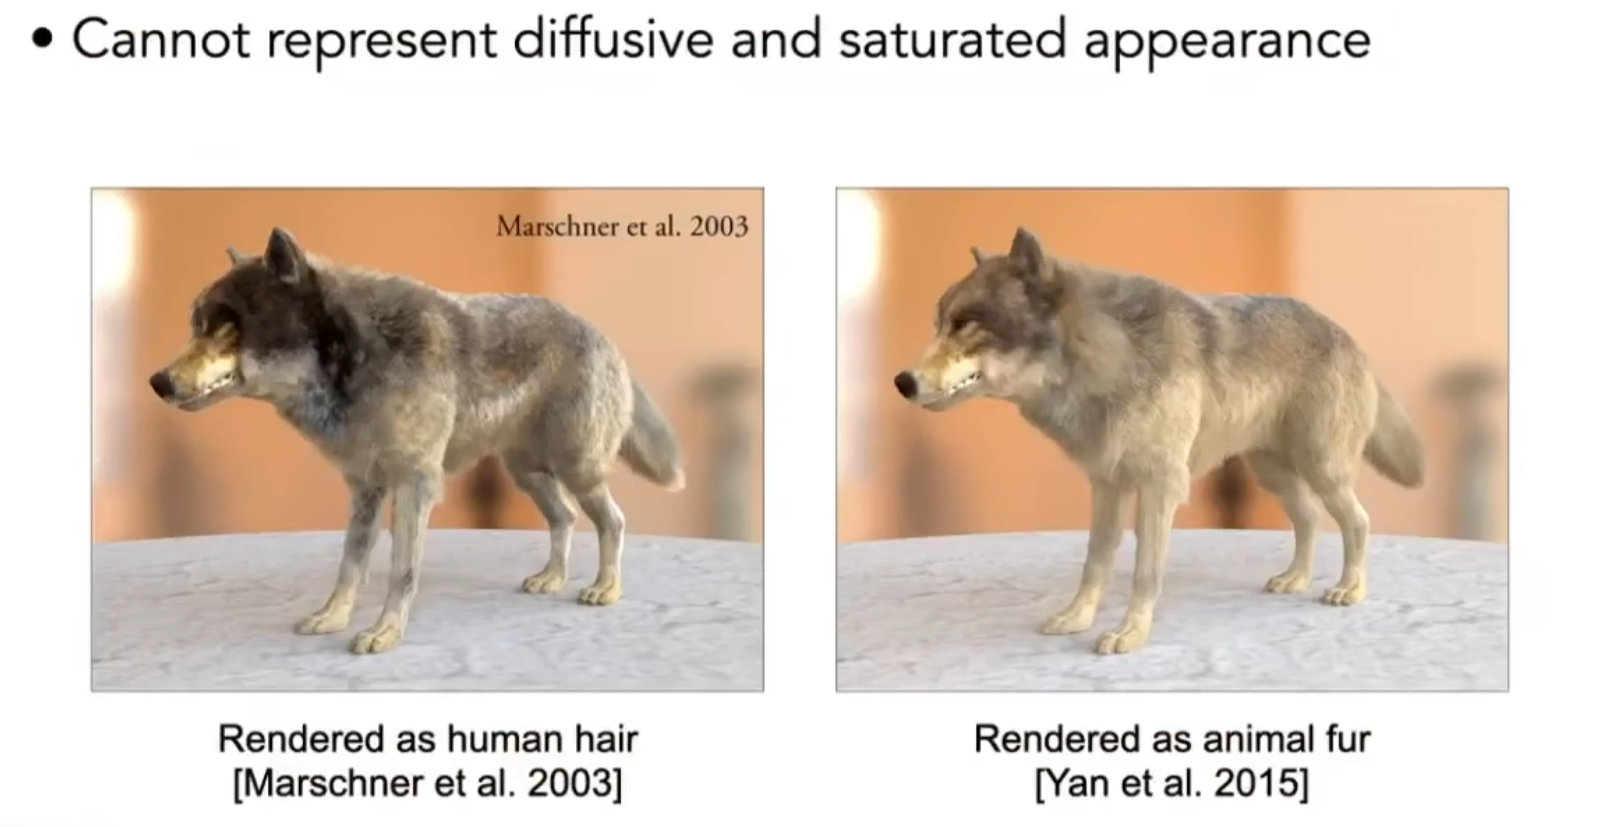 • Cannot represent diffusive and saturated appearance
Marschner et al. 2003
Rendered as human hair
[Marschner et al. 2003]
Rendered as animal fur
[Yan et al. 2015]